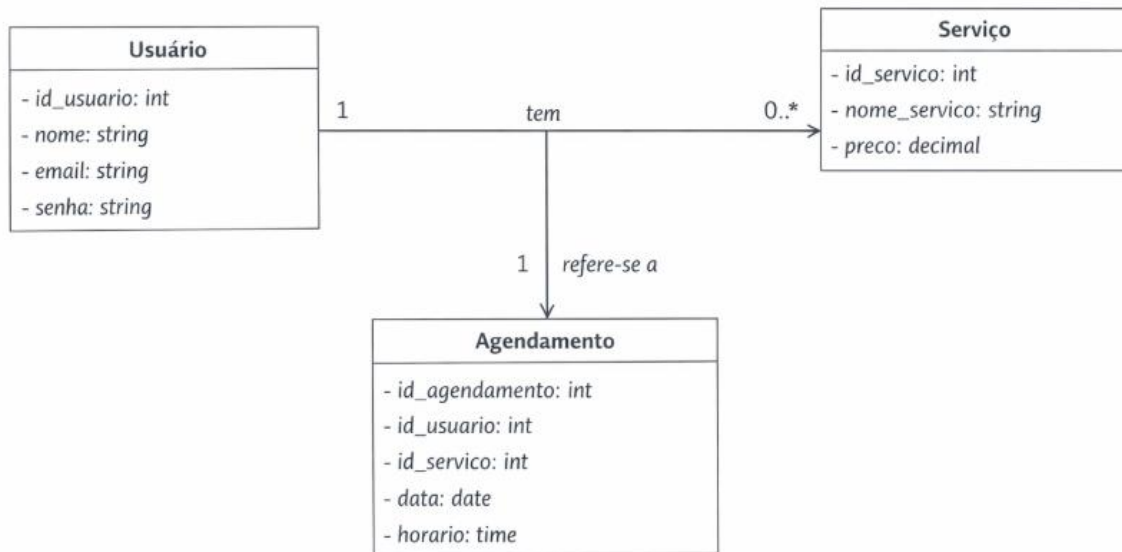 Usuário
- id_usuario: int
- nome: string
- email: string
- senha: string
1
tem
0..*
Serviço
- id_servico: int
- nome_servico: string
- preco: decimal
1
refere-se a
Agendamento
- id_agendamento: int
- id_usuario: int
- id_servico: int
- data: date
- horario: time